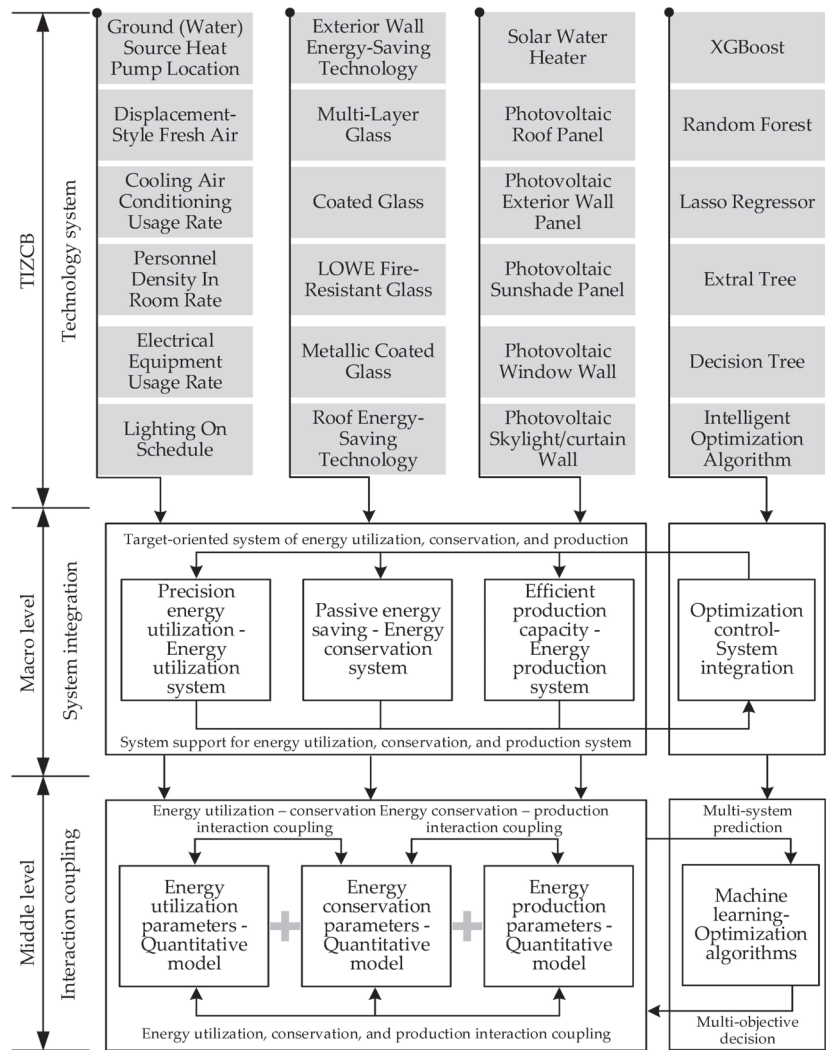 TIZCB
Technology system
Ground (Water)
Source Heat
Pump Location
Displacement-
Style Fresh Air
Cooling Air
Conditioning
Usage Rate
Personnel
Density In
Room Rate
Electrical
Equipment
Usage Rate
Lighting On
Schedule
Exterior Wall
Energy-Saving
Technology
Multi-Layer
Glass
Coated Glass
LOWE Fire-
Resistant Glass
Metallic Coated
Glass
Roof Energy-
Saving
Technology
Solar Water
Heater
Photovoltaic
Roof Panel
Photovoltaic
Exterior Wall
Panel
Photovoltaic
Sunshade Panel
Photovoltaic
Window Wall
Photovoltaic
Skylight/curtain
Wall
XGBoost
Random Forest
Lasso Regressor
Extral Tree
Decision Tree
Intelligent
Optimization
Algorithm
Macro level
System integration
Target-oriented system of energy utilization, conservation, and production
Precision
energy
utilization -
Energy
utilization
system
Passive energy
saving - Energy
conservation
system
Efficient
production
capacity -
Energy
production
system
Optimization
control-
System
integration
System support for energy utilization, conservation, and production system
Middle level
Interaction coupling
Energy utilization – conservation
interaction coupling
Energy conservation – production
interaction coupling
Multi-system
prediction
Energy
utilization
parameters -
Quantitative
model
Energy
conservation
parameters -
Quantitative
model
Energy
production
parameters -
Quantitative
model
Machine
learning-
Optimization
algorithms
Energy utilization, conservation, and production interaction coupling
Multi-objective
decision